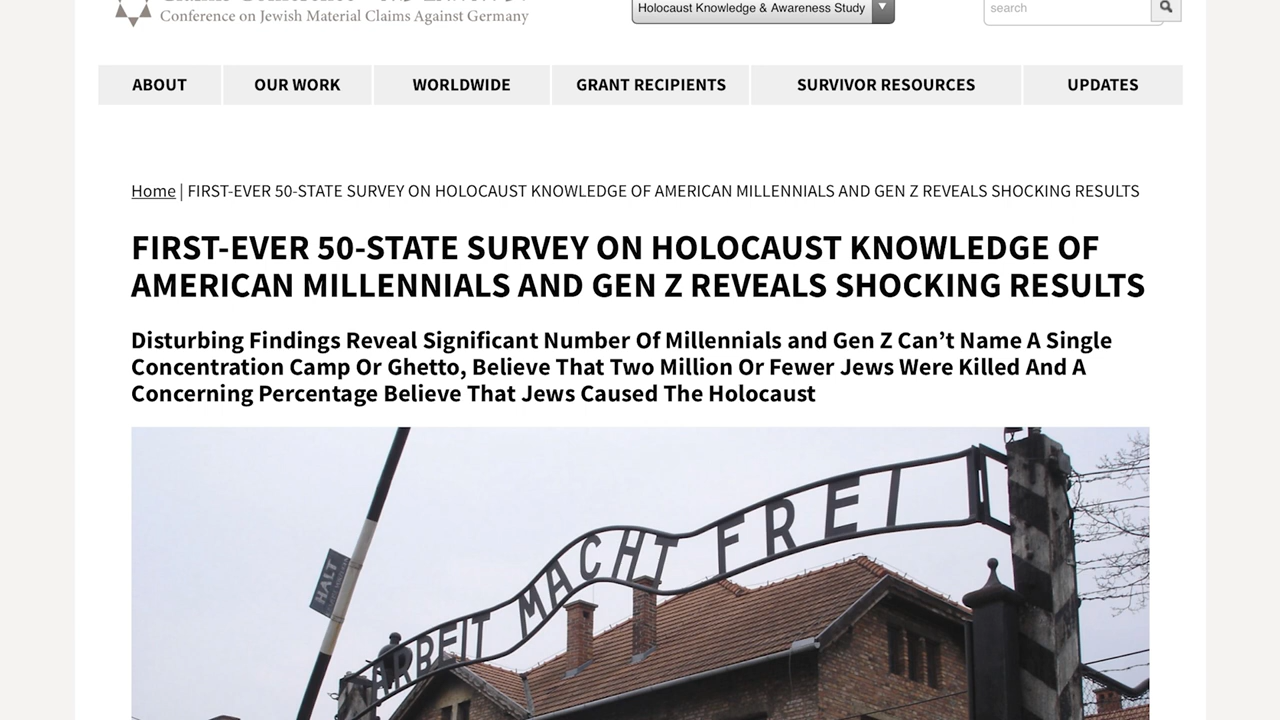 Conference on Jewish Material Claims Against Germany
Holocaust Knowledge & Awareness Study
search
ABOUT
OUR WORK
WORLDWIDE
GRANT RECIPIENTS
SURVIVOR RESOURCES
UPDATES
Home | FIRST-EVER 50-STATE SURVEY ON HOLOCAUST KNOWLEDGE OF AMERICAN MILLENNIALS AND GEN Z REVEALS SHOCKING RESULTS
FIRST-EVER 50-STATE SURVEY ON HOLOCAUST KNOWLEDGE OF
AMERICAN MILLENNIALS AND GEN Z REVEALS SHOCKING RESULTS
Disturbing Findings Reveal Significant Number Of Millennials and Gen Z Can’t Name A Single
Concentration Camp Or Ghetto, Believe That Two Million Or Fewer Jews Were Killed And A
Concerning Percentage Believe That Jews Caused The Holocaust
HALT
ARBEIT MACHT FREI